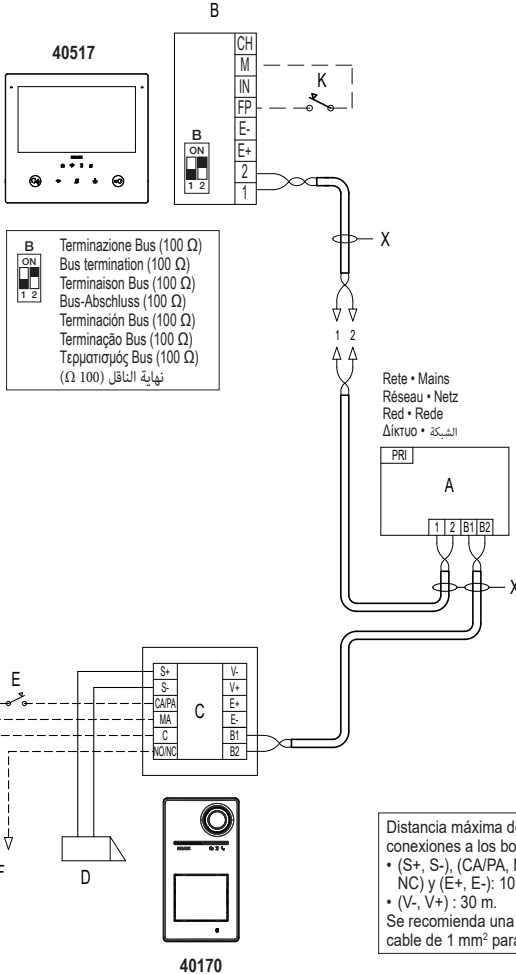 B
40517
CH
M
IN
FP
E-
E+
2
1
K
B
ON
1 2
X
B
ON
1 2
Terminazione Bus (100 Ω)
Bus termination (100 Ω)
Terminaison Bus (100 Ω)
Bus-Abschluss (100 Ω)
Terminación Bus (100 Ω)
Terminação Bus (100 Ω)
Τερματισμός Bus (100 Ω)
نهاية الناقل (100 Ω)
1 2
Rete • Mains
Réseau • Netz
Red • Rede
Δίκτυο • الشبكة
PRI
A
1 2 B1 B2
X
E
S+ V-
S- V+
CA/PA E+
MA E-
C B1
NO/NC B2
C
F
D
40170
Distancia máxima de
conexiones a los bo
• (S+, S-), (CA/PA,
NC) y (E+, E-): 10
• (V-, V+) : 30 m.
Se recomienda una
cable de 1 mm² para